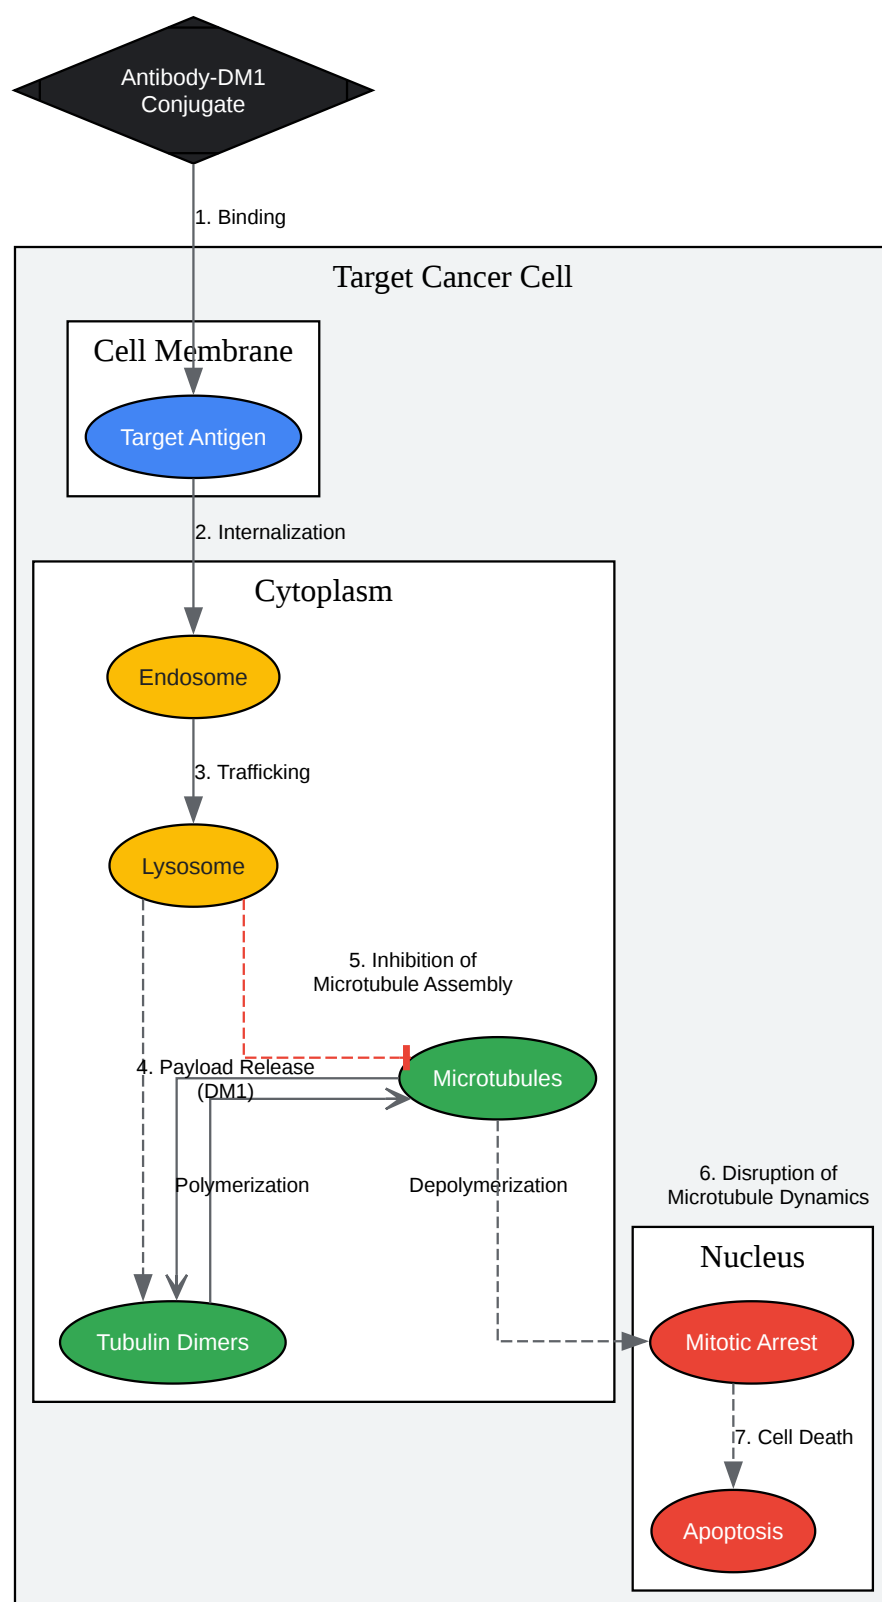 Antibody-DM1
Conjugate
1. Binding
Target Cancer Cell
Cell Membrane
Target Antigen
2. Internalization
Cytoplasm
Endosome
3. Trafficking
Lysosome
5. Inhibition of
Microtubule Assembly
4. Payload Release
(DM1)
Microtubules
Polymerization
Depolymerization
6. Disruption of
Microtubule Dynamics
Nucleus
Tubulin Dimers
Mitotic Arrest
7. Cell Death
Apoptosis